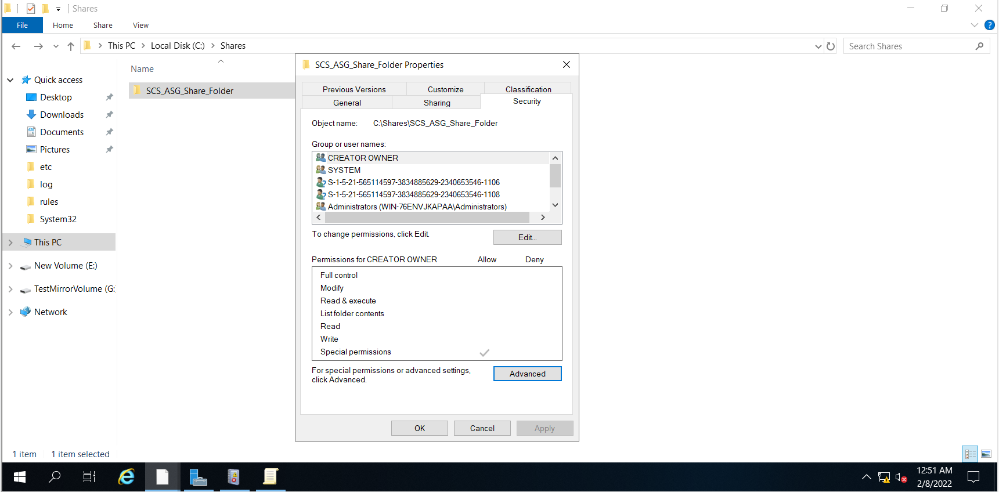 Shares
File Home Share View
This PC Local Disk (C:) Shares
Search Shares
Name
SCS_ASG_Share_Folder
Quick access
Desktop
Downloads
Documents
Pictures
etc
log
rules
System32
This PC
New Volume (E:)
TestMirrorVolume (G:
Network
SCS_ASG_Share_Folder Properties
Previous Versions Customize Classification
General Sharing Security
Object name: C:\Shares\SCS_ASG_Share_Folder
Group or user names:
CREATOR OWNER
SYSTEM
S-1-5-21-565114597-3834885629-2340653546-1106
S-1-5-21-565114597-3834885629-2340653546-1108
Administrators (WIN-76ENVJKAPAA\Administrators)
To change permissions, click Edit.
Edit...
Permissions for CREATOR OWNER Allow Deny
Full control
Modify
Read & execute
List folder contents
Read
Write
Special permissions
For special permissions or advanced settings,
click Advanced.
Advanced
OK Cancel Apply
1 item 1 item selected
12:51 AM
2/8/2022